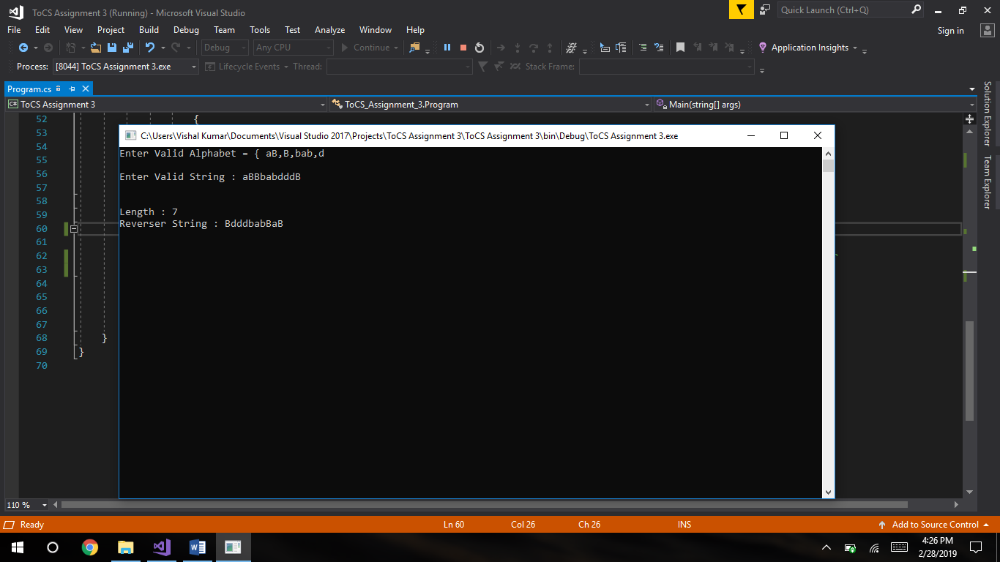 ToCS Assignment 3 (Running) - Microsoft Visual Studio
Quick Launch (Ctrl+Q)
File Edit View Project Build Debug Team Tools Test Analyze Window Help
Sign in
Debug Any CPU Continue Application Insights
Process: [8044] ToCS Assignment 3.exe Lifecycle Events Thread: Stack Frame:
Program.cs
C# ToCS Assignment 3 ToCS_Assignment_3.Program Main(string[] args)
Solution Explorer
Team Explorer
52 {
53
54
55
56
57
58
59
60
61
62
63
64
65
66
67
68 }
69 }
70
C:\Users\Vishal Kumar\Documents\Visual Studio 2017\Projects\ToCS Assignment 3\ToCS Assignment 3\bin\Debug\ToCS Assignment 3.exe
Enter Valid Alphabet = { aB,B,bab,d
Enter Valid String : aBBbabdddB
Length : 7
Reverser String : BdddbabBaB
110 %
Ready Ln 60 Col 26 Ch 26 INS Add to Source Control
4:26 PM
2/28/2019